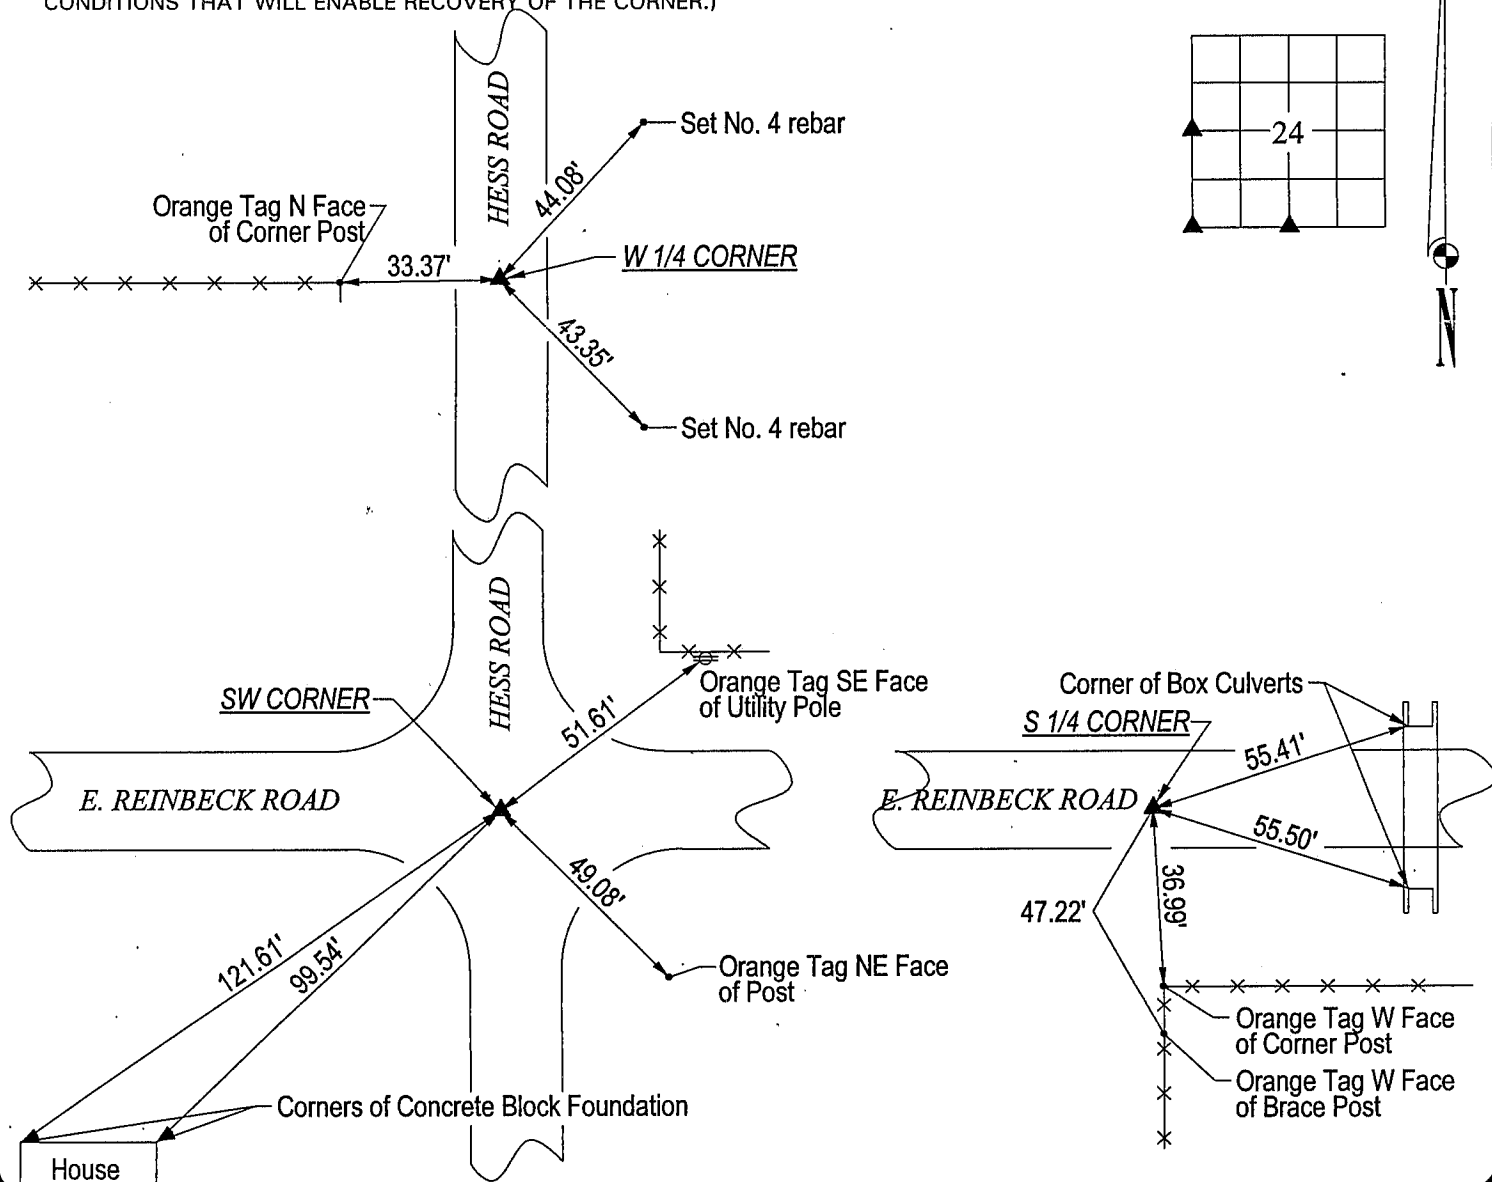 CONDITIONS THAT WILL ENABLE RECOVERY OF THE CORNER.)
HESS ROAD
Set No. 4 rebar
44.08'
24
Orange Tag N Face
of Corner Post
33.37'
W 1/4 CORNER
43.35'
N
Set No. 4 rebar
HESS ROAD
SW CORNER
51.61'
Orange Tag SE Face
of Utility Pole
Corner of Box Culverts
S 1/4 CORNER
55.41'
E. REINBECK ROAD
E. REINBECK ROAD
55.50'
49.08'
36.99'
47.22'
121.61'
99.54'
Orange Tag NE Face
of Post
Orange Tag W Face
of Corner Post
Orange Tag W Face
of Brace Post
Corners of Concrete Block Foundation
House